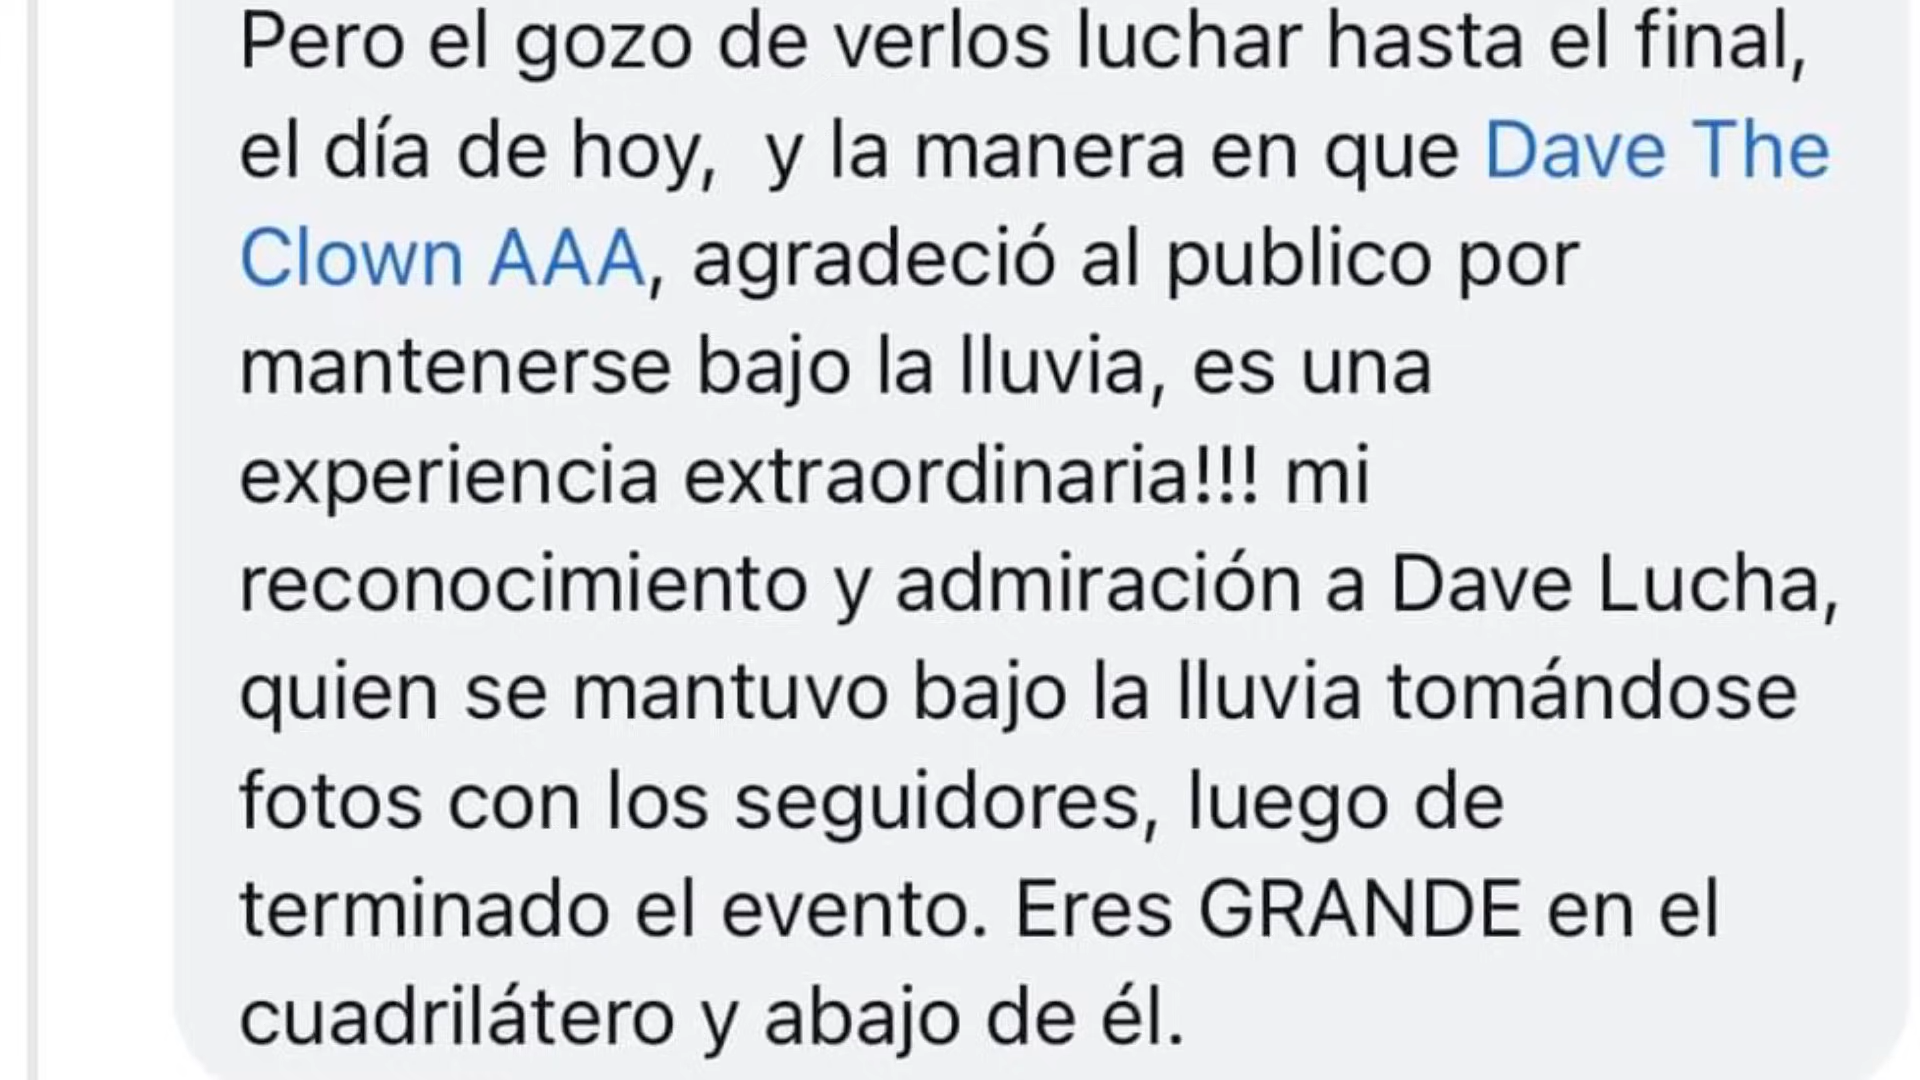 Pero el gozo de verlos luchar hasta el final,
el día de hoy,  y la manera en que Dave The
Clown AAA, agradeció al publico por
mantenerse bajo la lluvia, es una
experiencia extraordinaria!!! mi
reconocimiento y admiración a Dave Lucha,
quien se mantuvo bajo la lluvia tomándose
fotos con los seguidores, luego de
terminado el evento. Eres GRANDE en el
cuadrilátero y abajo de él.